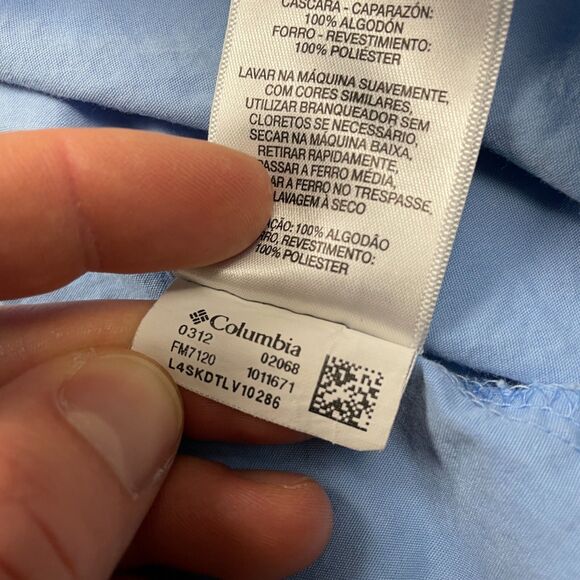 CÁSCARA - CAPARAZÓN:
100% ALGODÓN
FORRO - REVESTIMIENTO:
100% POLIÉSTER
LAVAR NA MÁQUINA SUAVEMENTE,
COM CORES SIMILARES,
UTILIZAR BRANQUEADOR SEM
CLORETOS SE NECESSÁRIO,
SECAR NA MÁQUINA BAIXA,
RETIRAR RAPIDAMENTE,
PASSAR A FERRO MÉDIA,
AR A FERRO NO TRESPASSE,
LAVAGEM À SECO
100% ALGODÃO
REVESTIMENTO:
100% POLIESTER
Columbia
0312 02068
FM7120 1011671
L4SKDTLV10286